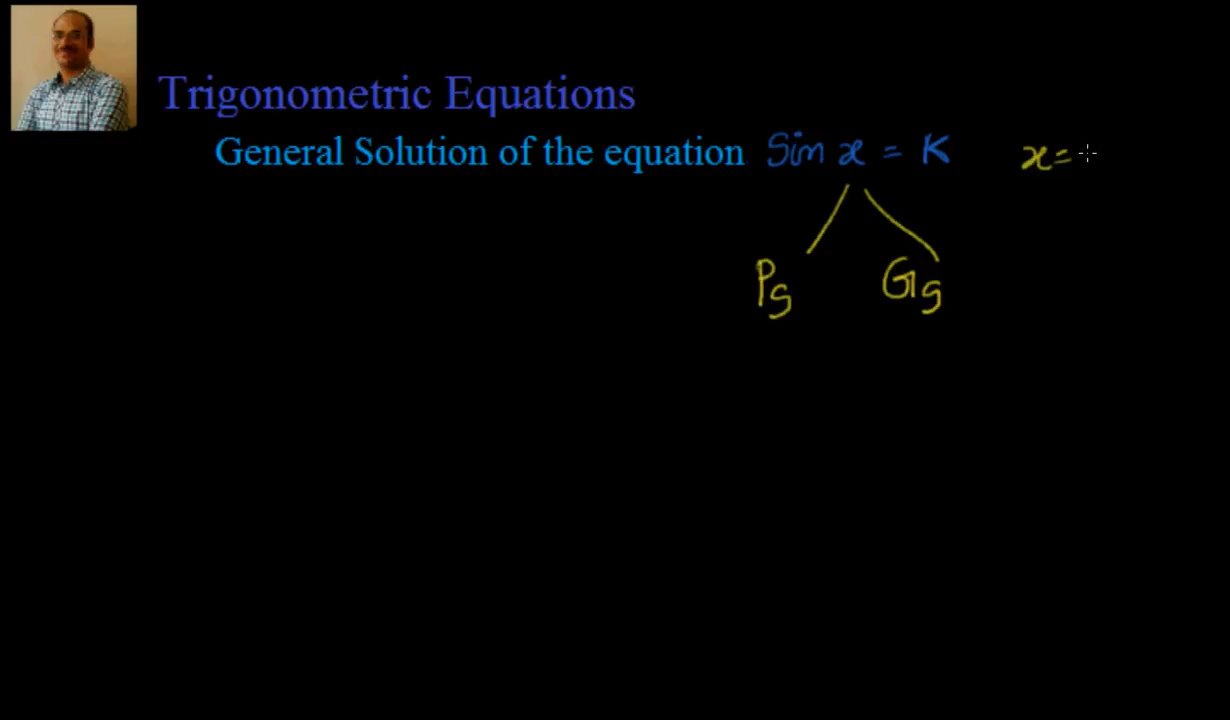 Trigonometric Equations
General Solution of the equation Sin x = K x=
Ps Gs